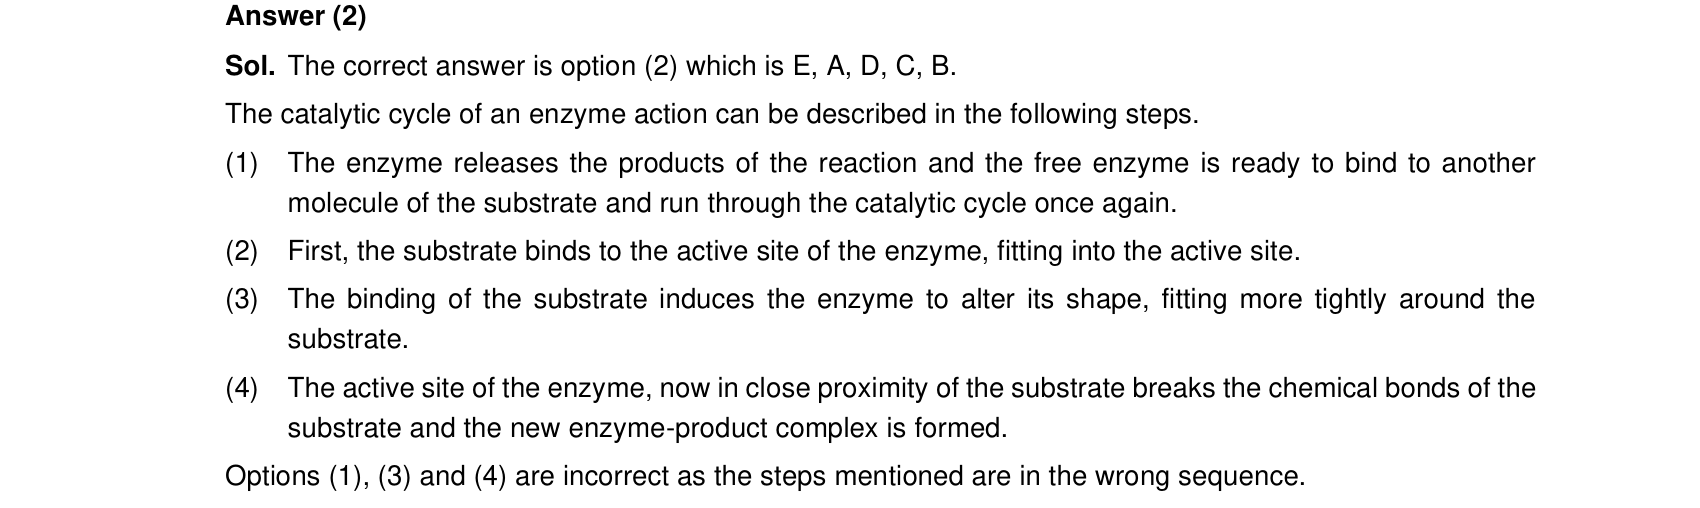 Answer (2)
Sol. The correct answer is option (2) which is E, A, D, C, B.
The catalytic cycle of an enzyme action can be described in the following steps.
(1) The enzyme releases the products of the reaction and the free enzyme is ready to bind to another
molecule of the substrate and run through the catalytic cycle once again.
(2) First, the substrate binds to the active site of the enzyme, fitting into the active site.
(3) The binding of the substrate induces the enzyme to alter its shape, fitting more tightly around the
substrate.
(4) The active site of the enzyme, now in close proximity of the substrate breaks the chemical bonds of the
substrate and the new enzyme-product complex is formed.
Options (1), (3) and (4) are incorrect as the steps mentioned are in the wrong sequence.